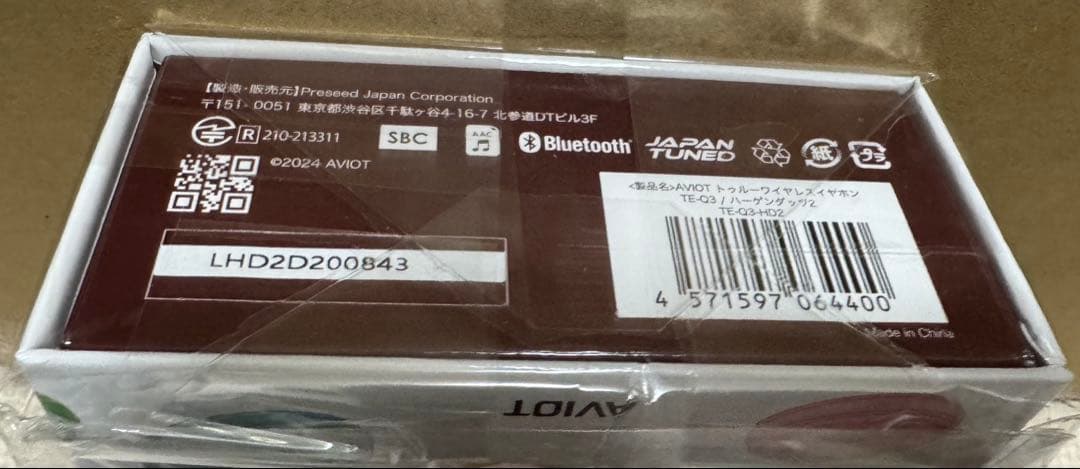 【製造・販売元】Preseed Japan Corporation
〒151-0051 東京都渋谷区千駄ヶ谷4-16-7 北参道DTビル3F
R 210-213311 SBC AAC Bluetooth® JAPAN TUNED 紙 プラ
©2024 AVIOT
<製品名>AVIOT トゥルーワイヤレスイヤホン
TE-Q3 / ハーゲンダッツ2
TE-Q3-HD2
LHD2D200843
4 571597 064400
Made in China
AVIOT